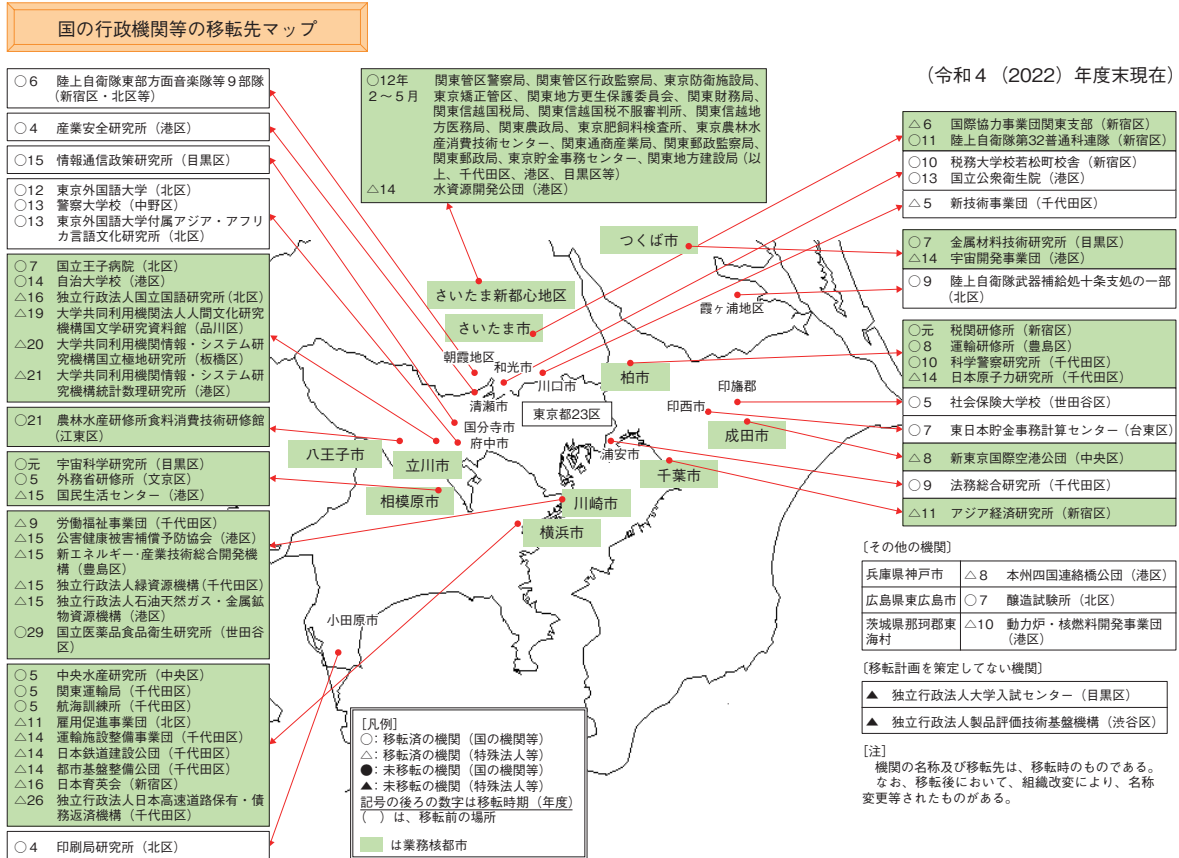 国の行政機関等の移転先マップ
（令和４（2022）年度末現在）
○６　陸上自衛隊東部方面音楽隊等９部隊
（新宿区・北区等）
○４　産業安全研究所（港区）
○15　情報通信政策研究所（目黒区）
○12　東京外国語大学（北区）
○13　警察大学校（中野区）
○13　東京外国語大学付属アジア・アフリ
カ言語文化研究所（北区）
○７　国立王子病院（北区）
○14　自治大学校（港区）
△16　独立行政法人国立国語研究所（北区）
△19　大学共同利用機関法人人間文化研究
機構国文学研究資料館（品川区）
△20　大学共同利用機関情報・システム研
究機構国立極地研究所（板橋区）
△21　大学共同利用機関情報・システム研
究機構統計数理研究所（港区）
○21　農林水産研修所食料消費技術研修館
（江東区）
○元　宇宙科学研究所（目黒区）
○５　外務省研修所（文京区）
△15　国民生活センター（港区）
△９　労働福祉事業団（千代田区）
△15　公害健康被害補償予防協会（港区）
△15　新エネルギー・産業技術総合開発機
構（豊島区）
△15　独立行政法人緑資源機構（千代田区）
△15　独立行政法人石油天然ガス・金属鉱
物資源機構（港区）
○29　国立医薬品食品衛生研究所（世田谷
区）
○５　中央水産研究所（中央区）
○５　関東運輸局（千代田区）
○５　航海訓練所（千代田区）
△11　雇用促進事業団（北区）
△14　運輸施設整備事業団（千代田区）
△14　日本鉄道建設公団（千代田区）
△14　都市基盤整備公団（千代田区）
△16　日本育英会（新宿区）
△26　独立行政法人日本高速道路保有・債
務返済機構（千代田区）
○４　印刷局研究所（北区）
○12年　関東管区警察局、関東管区行政監察局、東京防衛施設局、
２～５月　東京矯正管区、関東地方更生保護委員会、関東財務局、
関東信越国税局、関東信越国税不服審判所、関東信越地
方医務局、関東農政局、東京肥飼料検査所、東京農林水
産消費技術センター、関東通商産業局、関東郵政監察局、
関東郵政局、東京貯金事務センター、関東地方建設局（以
上、千代田区、港区、目黒区等）
△14　水資源開発公団（港区）
つくば市
さいたま新都心地区
さいたま市
霞ヶ浦地区
朝霞地区
和光市
川口市
柏市
印旛郡
清瀬市
東京都23区
印西市
国分寺市
府中市
成田市
八王子市
立川市
浦安市
千葉市
相模原市
川崎市
横浜市
小田原市
△６　国際協力事業団関東支部（新宿区）
○11　陸上自衛隊第32普通科連隊（新宿区）
○10　税務大学校若松町校舎（新宿区）
○13　国立公衆衛生院（港区）
△５　新技術事業団（千代田区）
○７　金属材料技術研究所（目黒区）
△14　宇宙開発事業団（港区）
○９　陸上自衛隊武器補給処十条支処の一部
（北区）
○元　税関研修所（新宿区）
○８　運輸研修所（豊島区）
○10　科学警察研究所（千代田区）
△14　日本原子力研究所（千代田区）
○５　社会保険大学校（世田谷区）
○７　東日本貯金事務計算センター（台東区）
△８　新東京国際空港公団（中央区）
○９　法務総合研究所（千代田区）
△11　アジア経済研究所（新宿区）
［その他の機関］
兵庫県神戸市　△８　本州四国連絡橋公団（港区）
広島県東広島市　○７　醸造試験所（北区）
茨城県那珂郡東　△10　動力炉・核燃料開発事業団
海村　（港区）
［移転計画を策定してない機関］
▲　独立行政法人大学入試センター（目黒区）
▲　独立行政法人製品評価技術基盤機構（渋谷区）
［注］
機関の名称及び移転先は、移転時のものである。
なお、移転後において、組織改変により、名称
変更等されたものがある。
［凡例］
○：移転済の機関（国の機関等）
△：移転済の機関（特殊法人等）
●：未移転の機関（国の機関等）
▲：未移転の機関（特殊法人等）
記号の後ろの数字は移転時期（年度）
（　）は、移転前の場所
は業務核都市